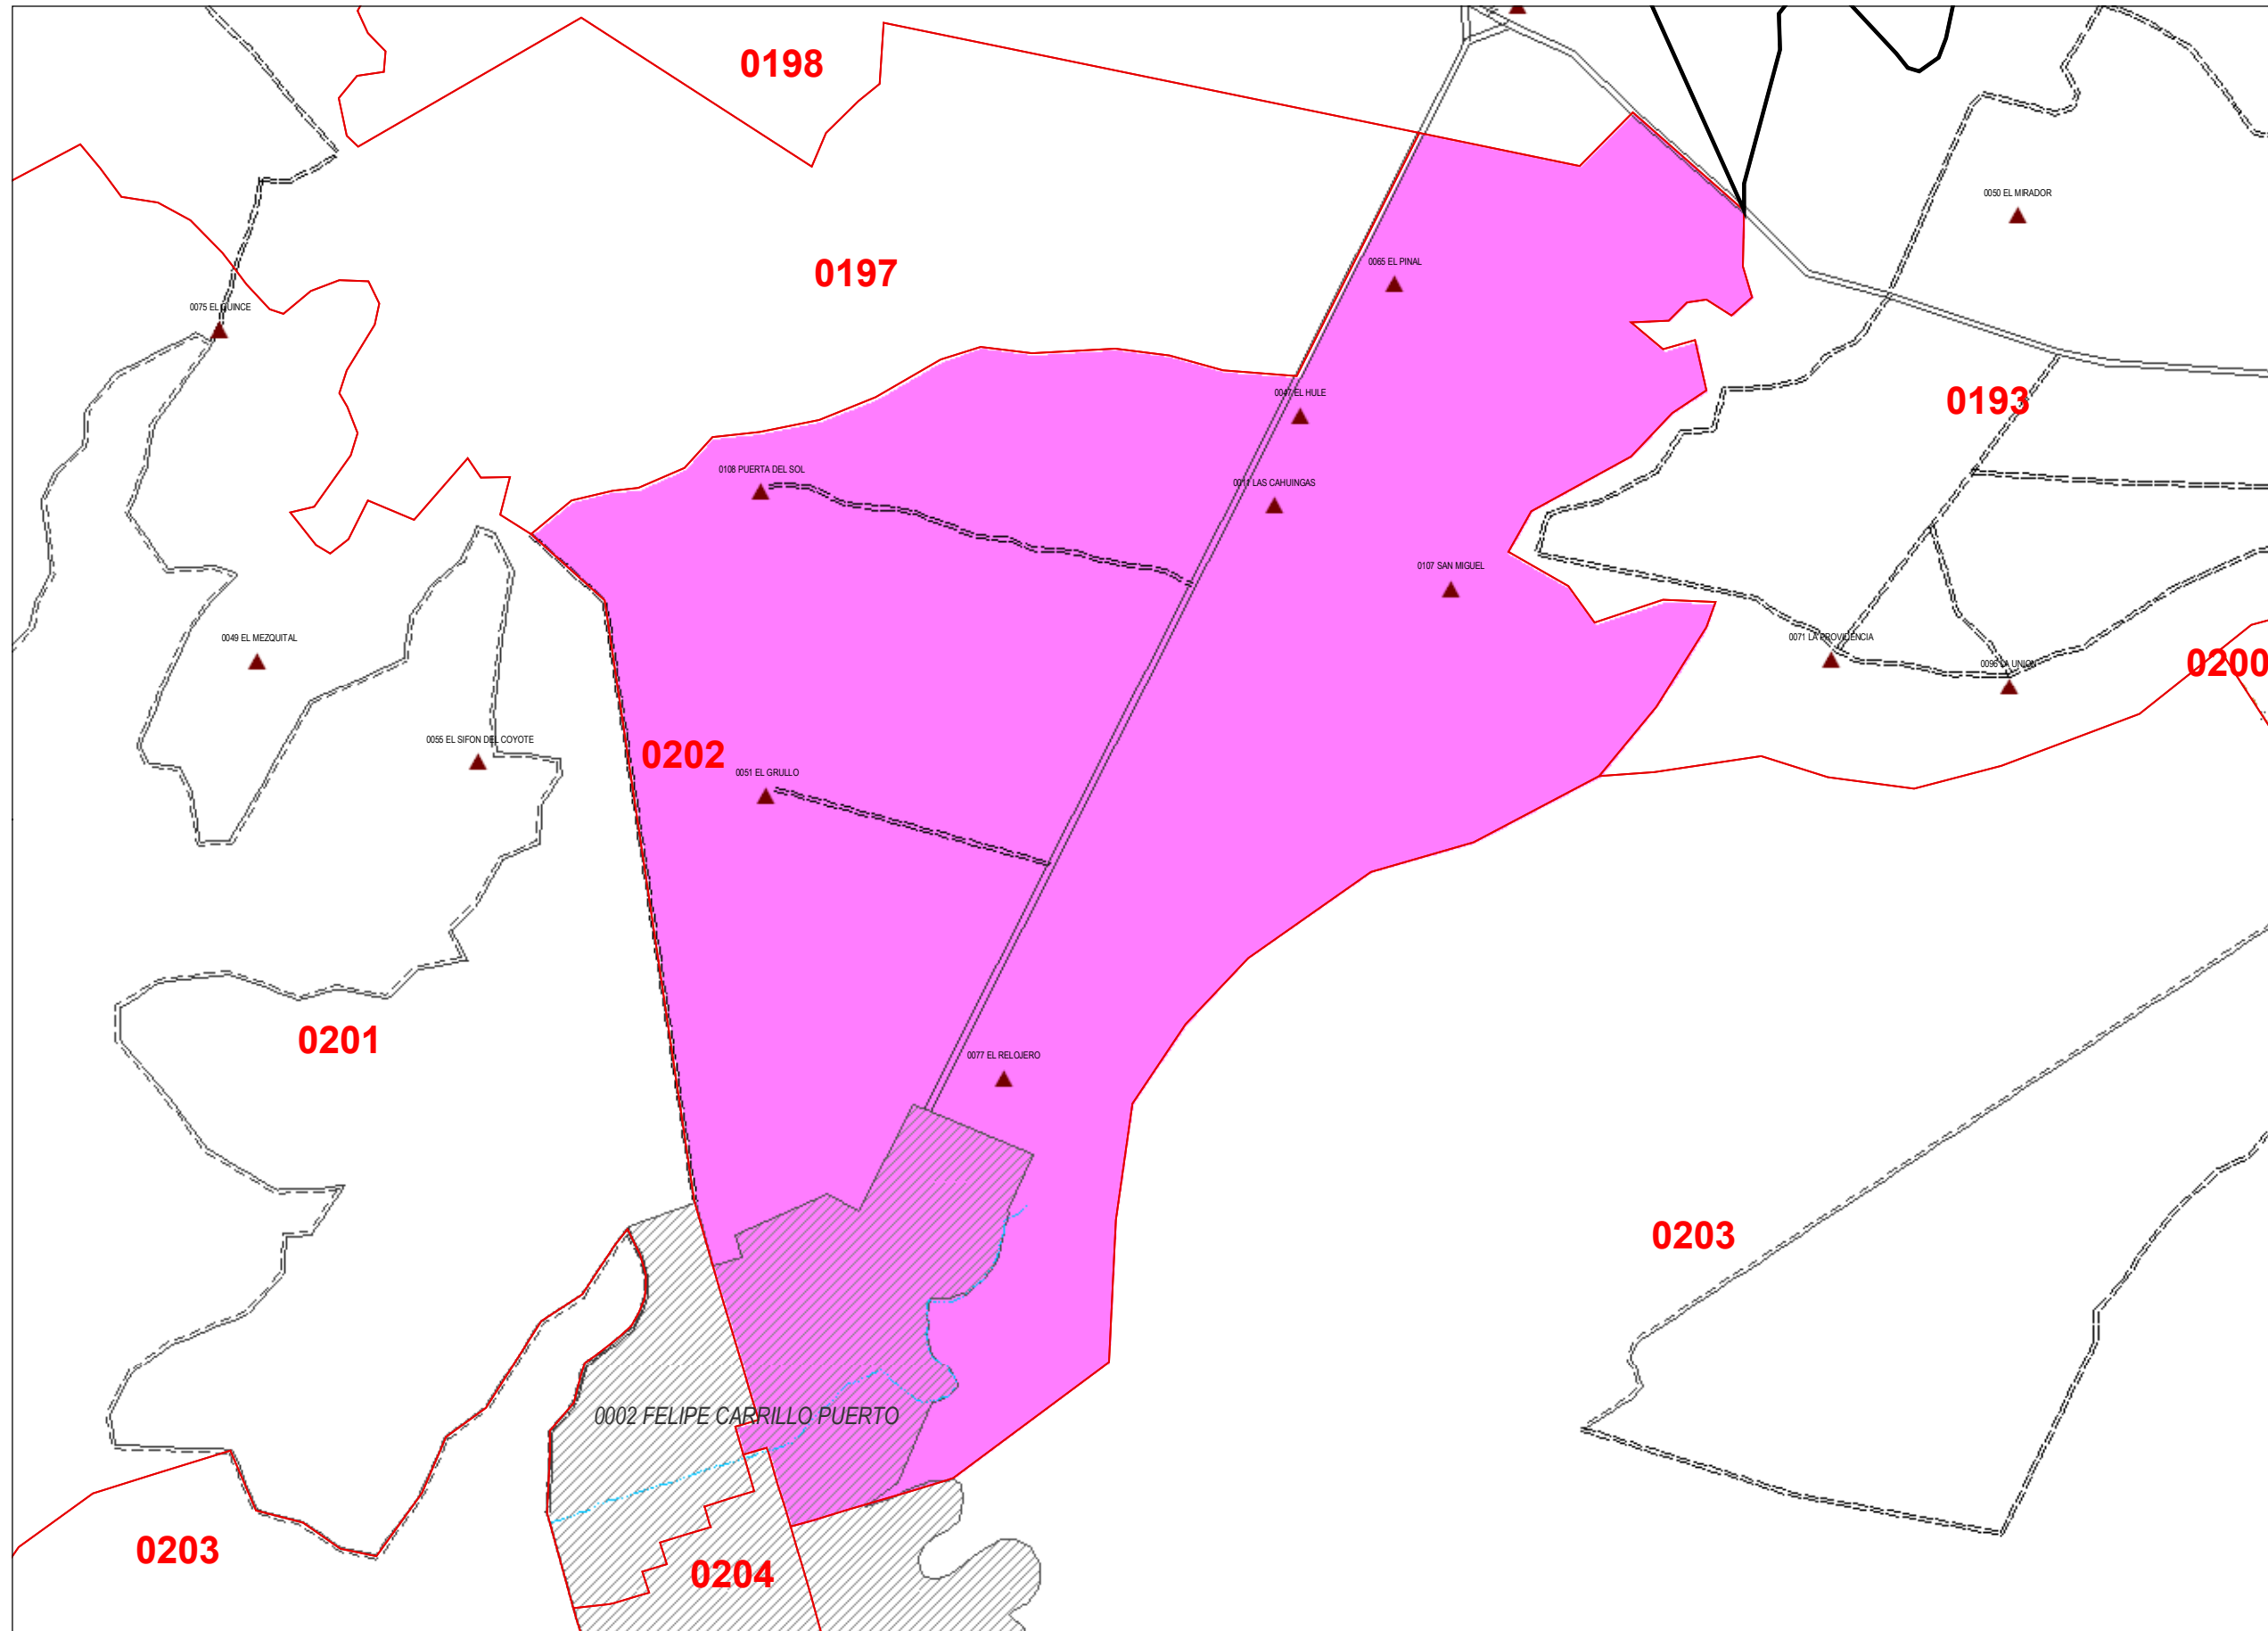 0198
0050 EL MIRADOR
0065 EL PINAL
0197
0075 EL QUINCE
0047 EL HULE
0193
0108 PUERTA DEL SOL
0011 LAS CAHUINGAS
0107 SAN MIGUEL
0049 EL MEZQUITAL
0071 LA PROVIDENCIA
0096 LA UNION
0200
0055 EL SIFON DEL COYOTE
0202
0051 EL GRULLO
0201
0077 EL RELOJERO
0203
0002 FELIPE CARRILLO PUERTO
0203
0204